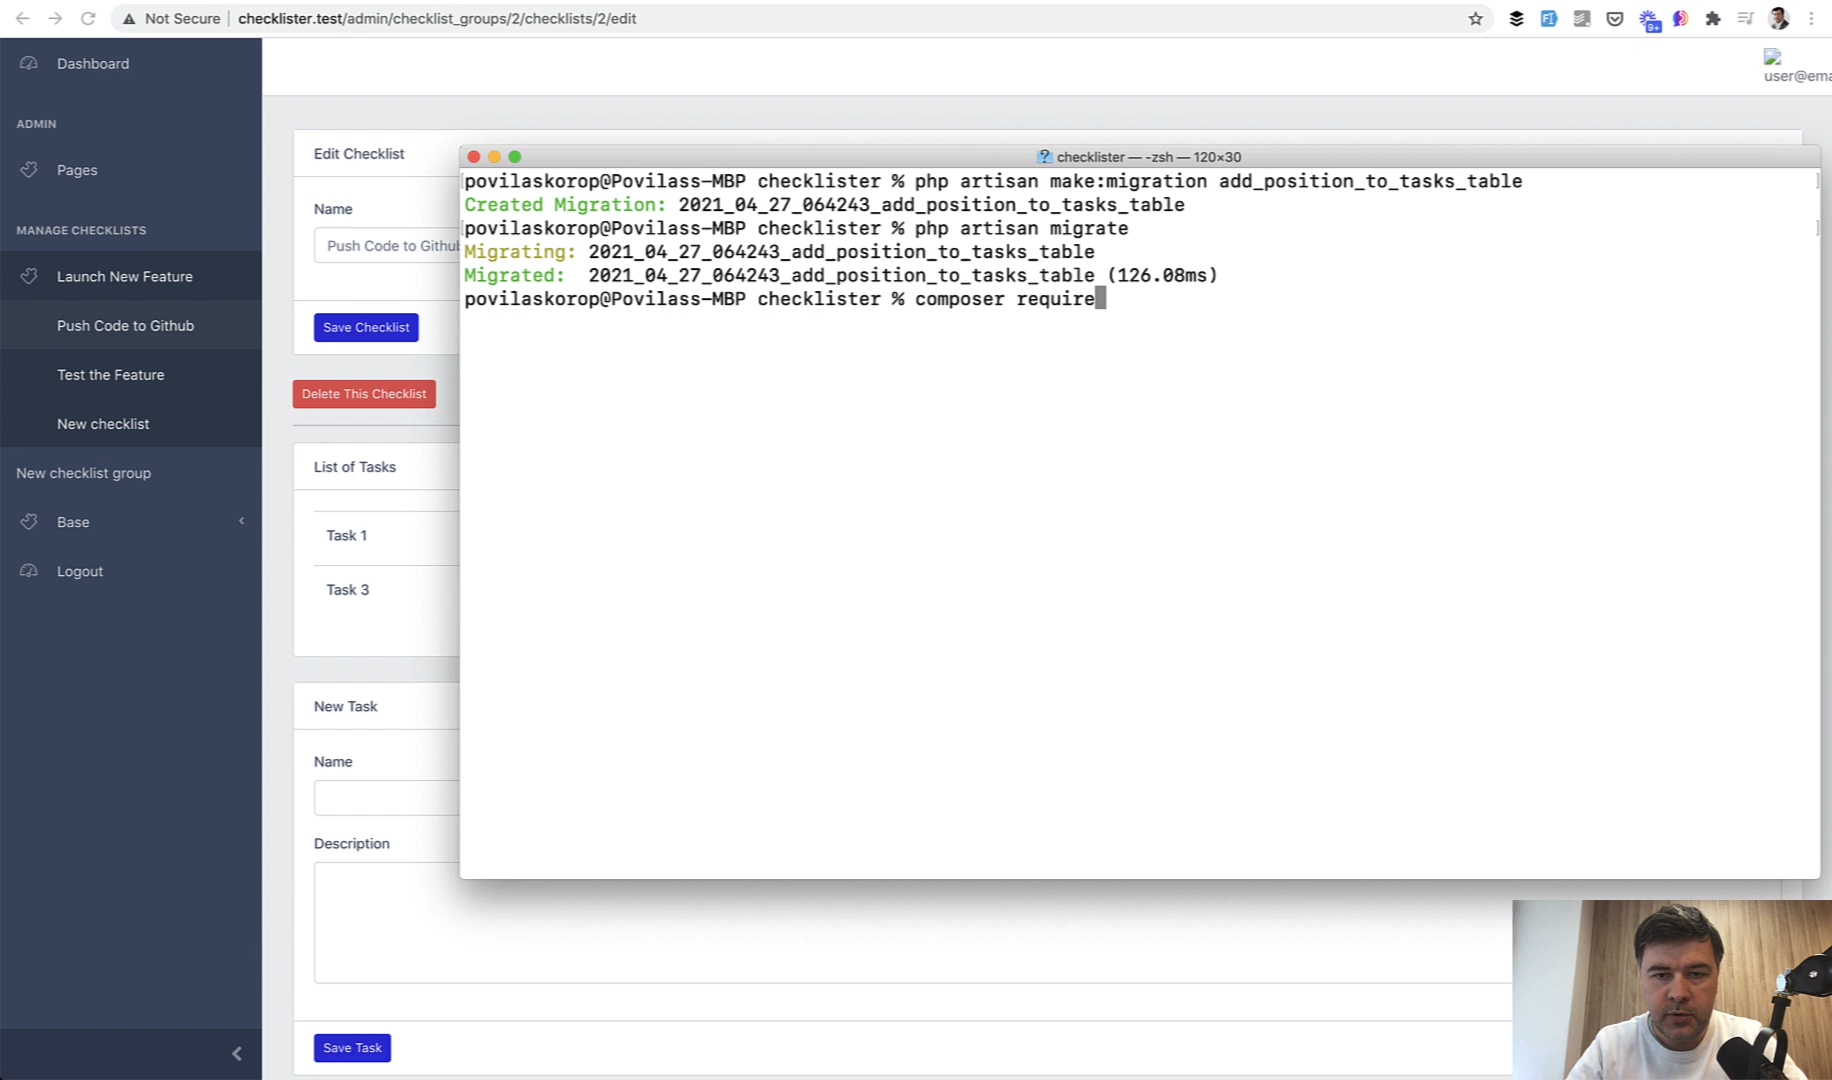 Not Secure | checklister.test/admin/checklist_groups/2/checklists/2/edit
9+
Dashboard
user@ema
ADMIN
Pages
MANAGE CHECKLISTS
Launch New Feature
Push Code to Github
Test the Feature
New checklist
New checklist group
Base
Logout
Edit Checklist
Name
Push Code to Github
Save Checklist
Delete This Checklist
List of Tasks
Task 1
Task 3
New Task
Name
Description
Save Task
checklister — -zsh — 120×30
povilaskorop@Povilass-MBP checklister % php artisan make:migration add_position_to_tasks_table
Created Migration: 2021_04_27_064243_add_position_to_tasks_table
povilaskorop@Povilass-MBP checklister % php artisan migrate
Migrating: 2021_04_27_064243_add_position_to_tasks_table
Migrated:  2021_04_27_064243_add_position_to_tasks_table (126.08ms)
povilaskorop@Povilass-MBP checklister % composer require